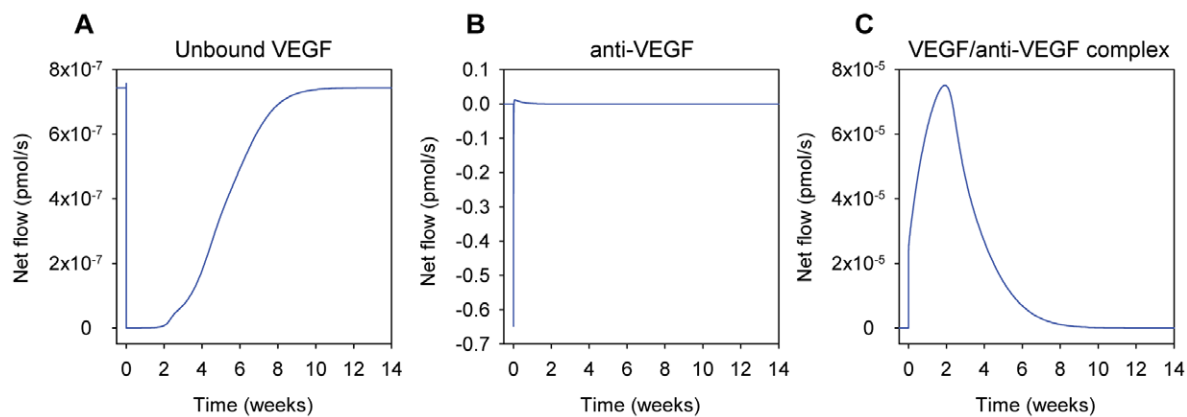 A
Unbound VEGF
Net flow (pmol/s)
8x10⁻⁷
6x10⁻⁷
4x10⁻⁷
2x10⁻⁷
0
0 2 4 6 8 10 12 14
Time (weeks)
B
anti-VEGF
Net flow (pmol/s)
0.1
0.0
-0.1
-0.2
-0.3
-0.4
-0.5
-0.6
-0.7
0 2 4 6 8 10 12 14
Time (weeks)
C
VEGF/anti-VEGF complex
Net flow (pmol/s)
8x10⁻⁵
6x10⁻⁵
4x10⁻⁵
2x10⁻⁵
0
0 2 4 6 8 10 12 14
Time (weeks)